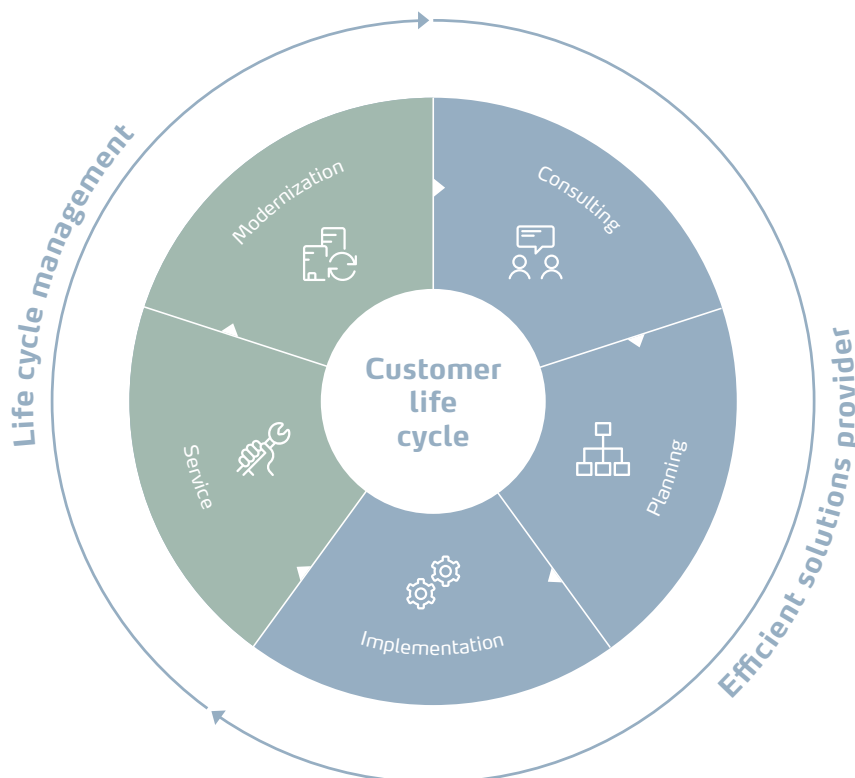 Customer
life
cycle
Consulting
Planning
Implementation
Service
Modernization
Efficient solutions provider
Life cycle management